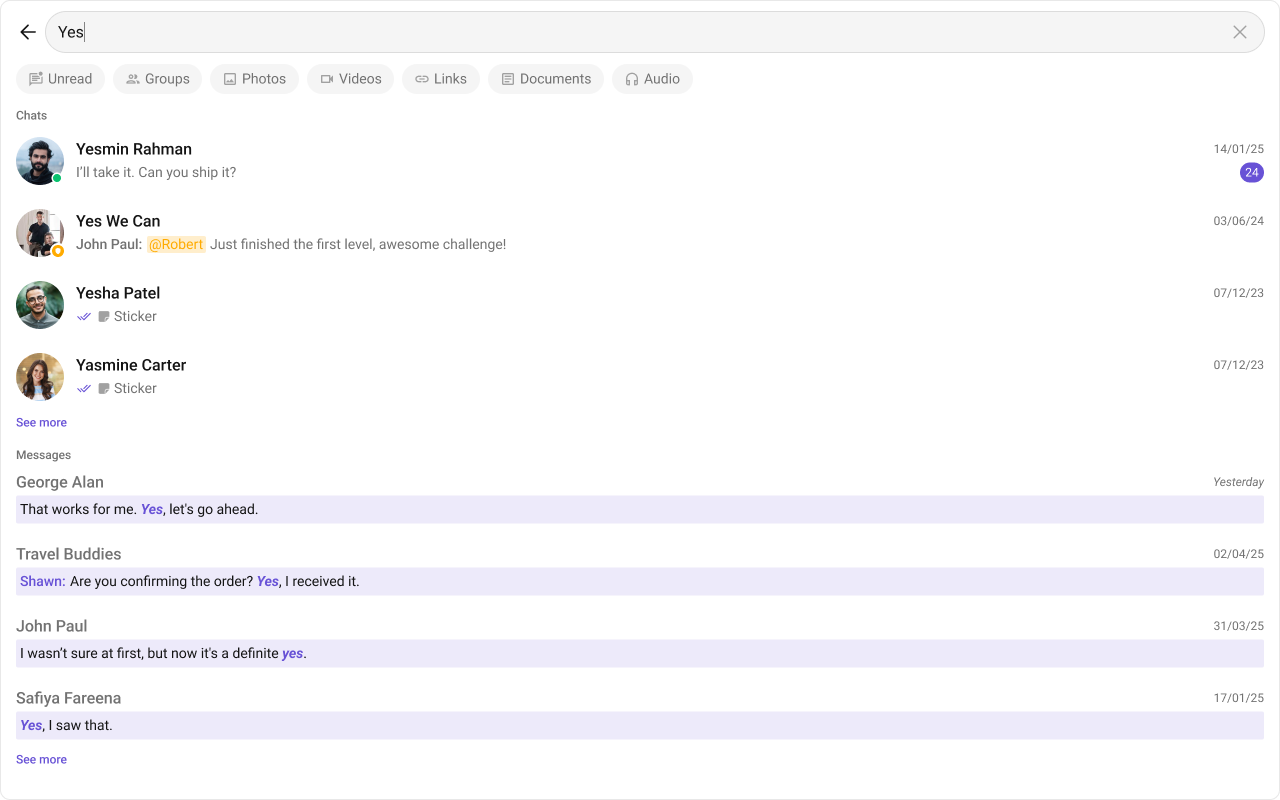 Yes
Unread Groups Photos Videos Links Documents Audio
Chats
Yesmin Rahman 14/01/25
I’ll take it. Can you ship it? 24
Yes We Can 03/06/24
John Paul: @Robert Just finished the first level, awesome challenge!
Yesha Patel 07/12/23
Sticker
Yasmine Carter 07/12/23
Sticker
See more
Messages
George Alan Yesterday
That works for me. Yes, let's go ahead.
Travel Buddies 02/04/25
Shawn: Are you confirming the order? Yes, I received it.
John Paul 31/03/25
I wasn’t sure at first, but now it's a definite yes.
Safiya Fareena 17/01/25
Yes, I saw that.
See more